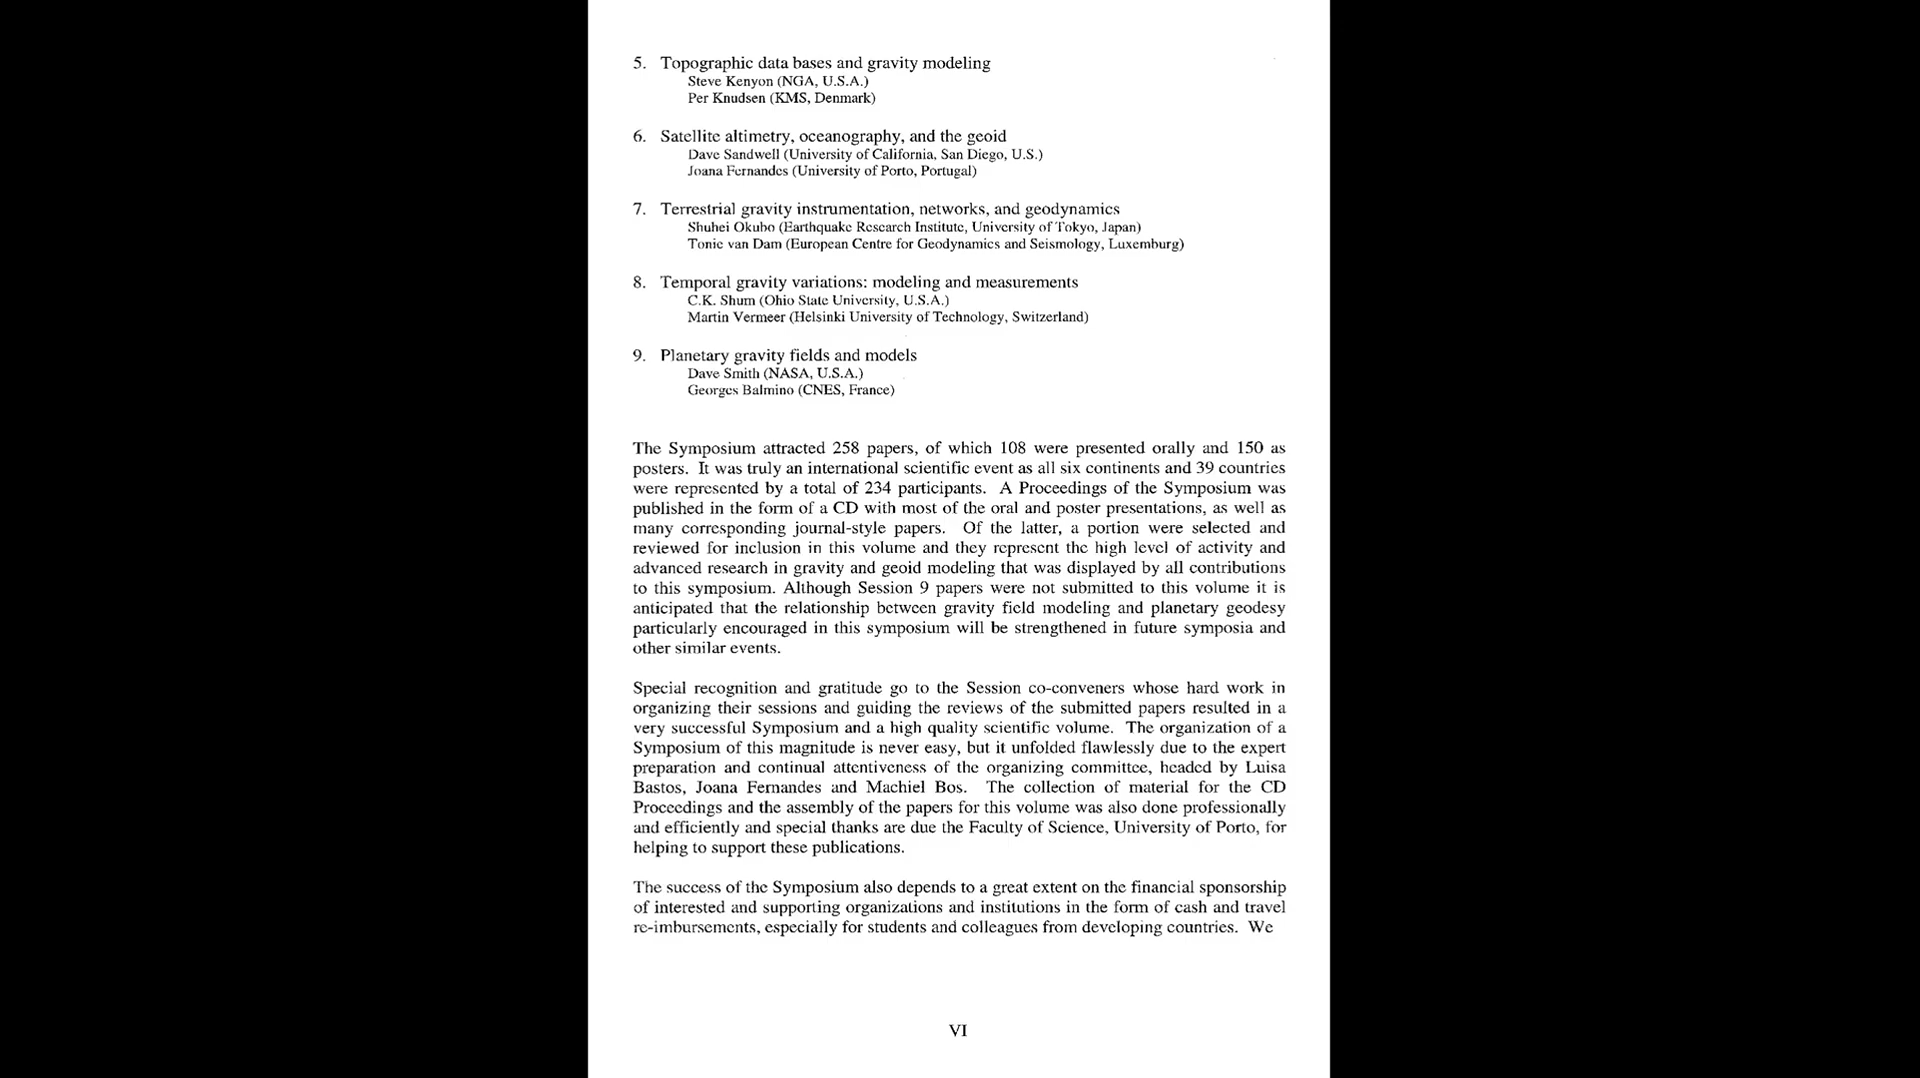 5. Topographic data bases and gravity modeling
Steve Kenyon (NGA, U.S.A.)
Per Knudsen (KMS, Denmark)
6. Satellite altimetry, oceanography, and the geoid
Dave Sandwell (University of California, San Diego, U.S.)
Joana Fernandes (University of Porto, Portugal)
7. Terrestrial gravity instrumentation, networks, and geodynamics
Shuhei Okubo (Earthquake Research Institute, University of Tokyo, Japan)
Tonie van Dam (European Centre for Geodynamics and Seismology, Luxemburg)
8. Temporal gravity variations: modeling and measurements
C.K. Shum (Ohio State University, U.S.A.)
Martin Vermeer (Helsinki University of Technology, Switzerland)
9. Planetary gravity fields and models
Dave Smith (NASA, U.S.A.)
Georges Balmino (CNES, France)
The Symposium attracted 258 papers, of which 108 were presented orally and 150 as
posters. It was truly an international scientific event as all six continents and 39 countries
were represented by a total of 234 participants. A Proceedings of the Symposium was
published in the form of a CD with most of the oral and poster presentations, as well as
many corresponding journal-style papers. Of the latter, a portion were selected and
reviewed for inclusion in this volume and they represent the high level of activity and
advanced research in gravity and geoid modeling that was displayed by all contributions
to this symposium. Although Session 9 papers were not submitted to this volume it is
anticipated that the relationship between gravity field modeling and planetary geodesy
particularly encouraged in this symposium will be strengthened in future symposia and
other similar events.
Special recognition and gratitude go to the Session co-conveners whose hard work in
organizing their sessions and guiding the reviews of the submitted papers resulted in a
very successful Symposium and a high quality scientific volume. The organization of a
Symposium of this magnitude is never easy, but it unfolded flawlessly due to the expert
preparation and continual attentiveness of the organizing committee, headed by Luisa
Bastos, Joana Fernandes and Machiel Bos. The collection of material for the CD
Proceedings and the assembly of the papers for this volume was also done professionally
and efficiently and special thanks are due the Faculty of Science, University of Porto, for
helping to support these publications.
The success of the Symposium also depends to a great extent on the financial sponsorship
of interested and supporting organizations and institutions in the form of cash and travel
re-imbursements, especially for students and colleagues from developing countries. We
VI